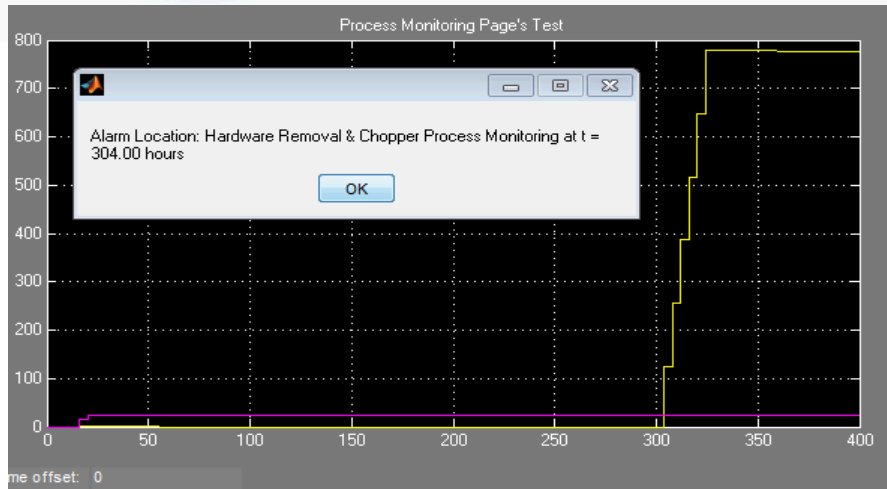 Process Monitoring Page's Test
800
700
Alarm Location: Hardware Removal & Chopper Process Monitoring at t =
304.00 hours
OK
600
500
400
300
200
100
0
0 50 100 150 200 250 300 350 400
me offset: 0